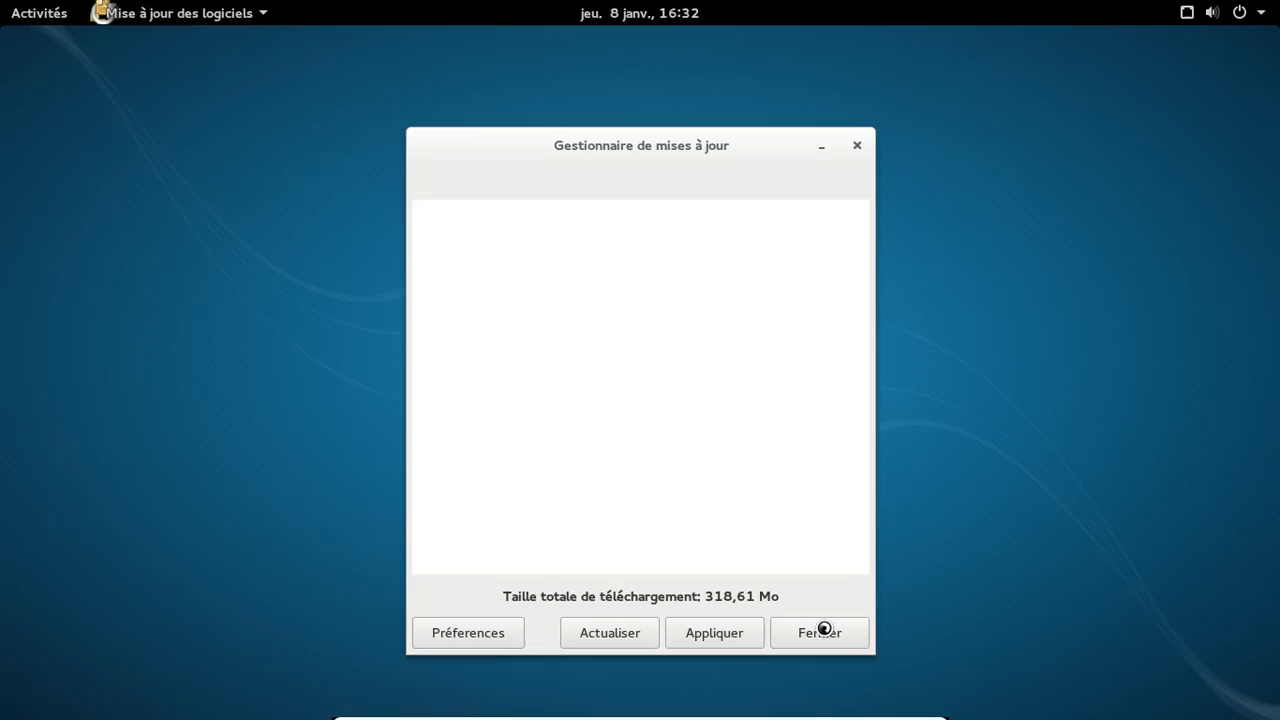 Activités
Mise à jour des logiciels
jeu. 8 janv., 16:32
Gestionnaire de mises à jour
Taille totale de téléchargement: 318,61 Mo
Préferences
Actualiser
Appliquer
Fermer